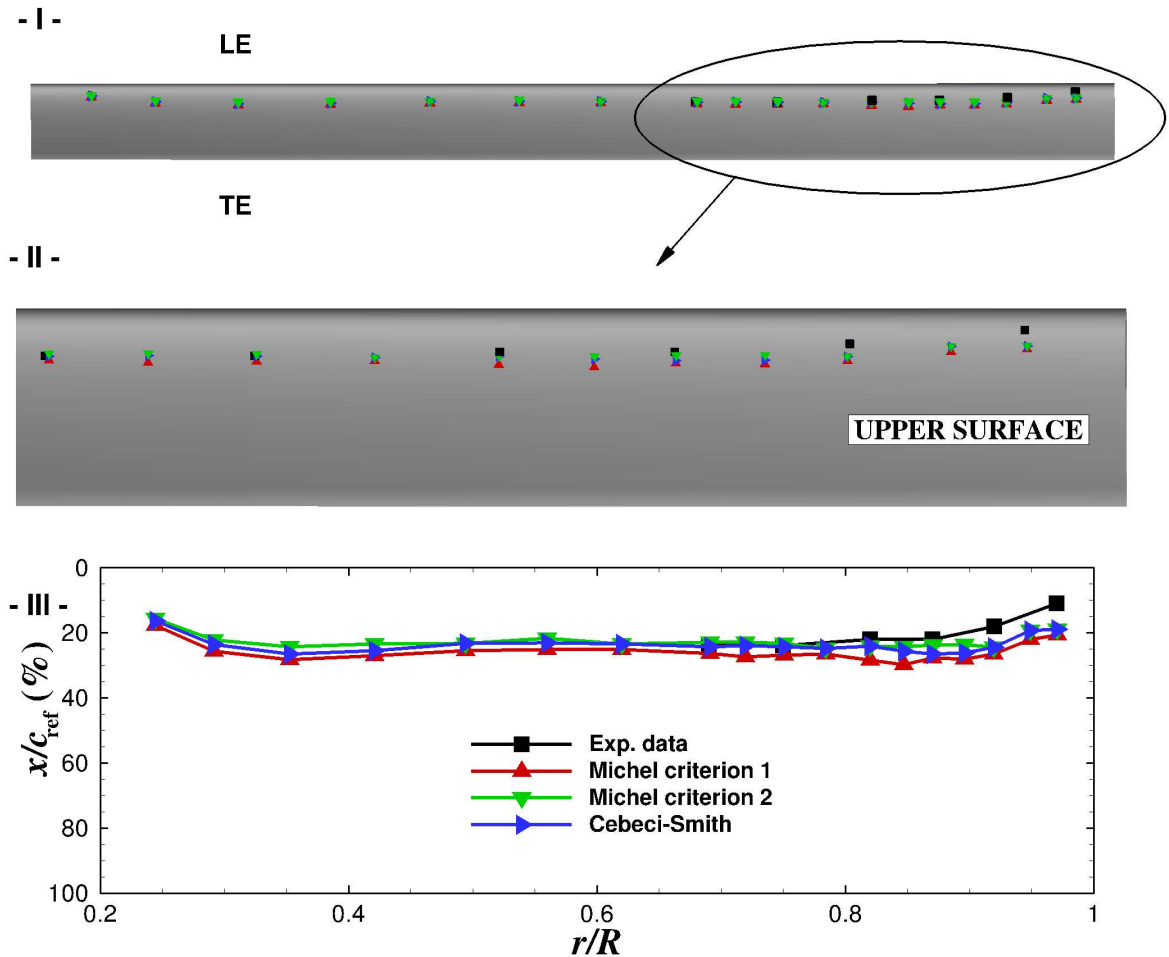 - I -
LE
TE
- II -
UPPER SURFACE
- III -
x/c_ref (%)
0
20
40
60
80
100
Exp. data
Michel criterion 1
Michel criterion 2
Cebeci-Smith
0.2 0.4 0.6 0.8 1
r/R